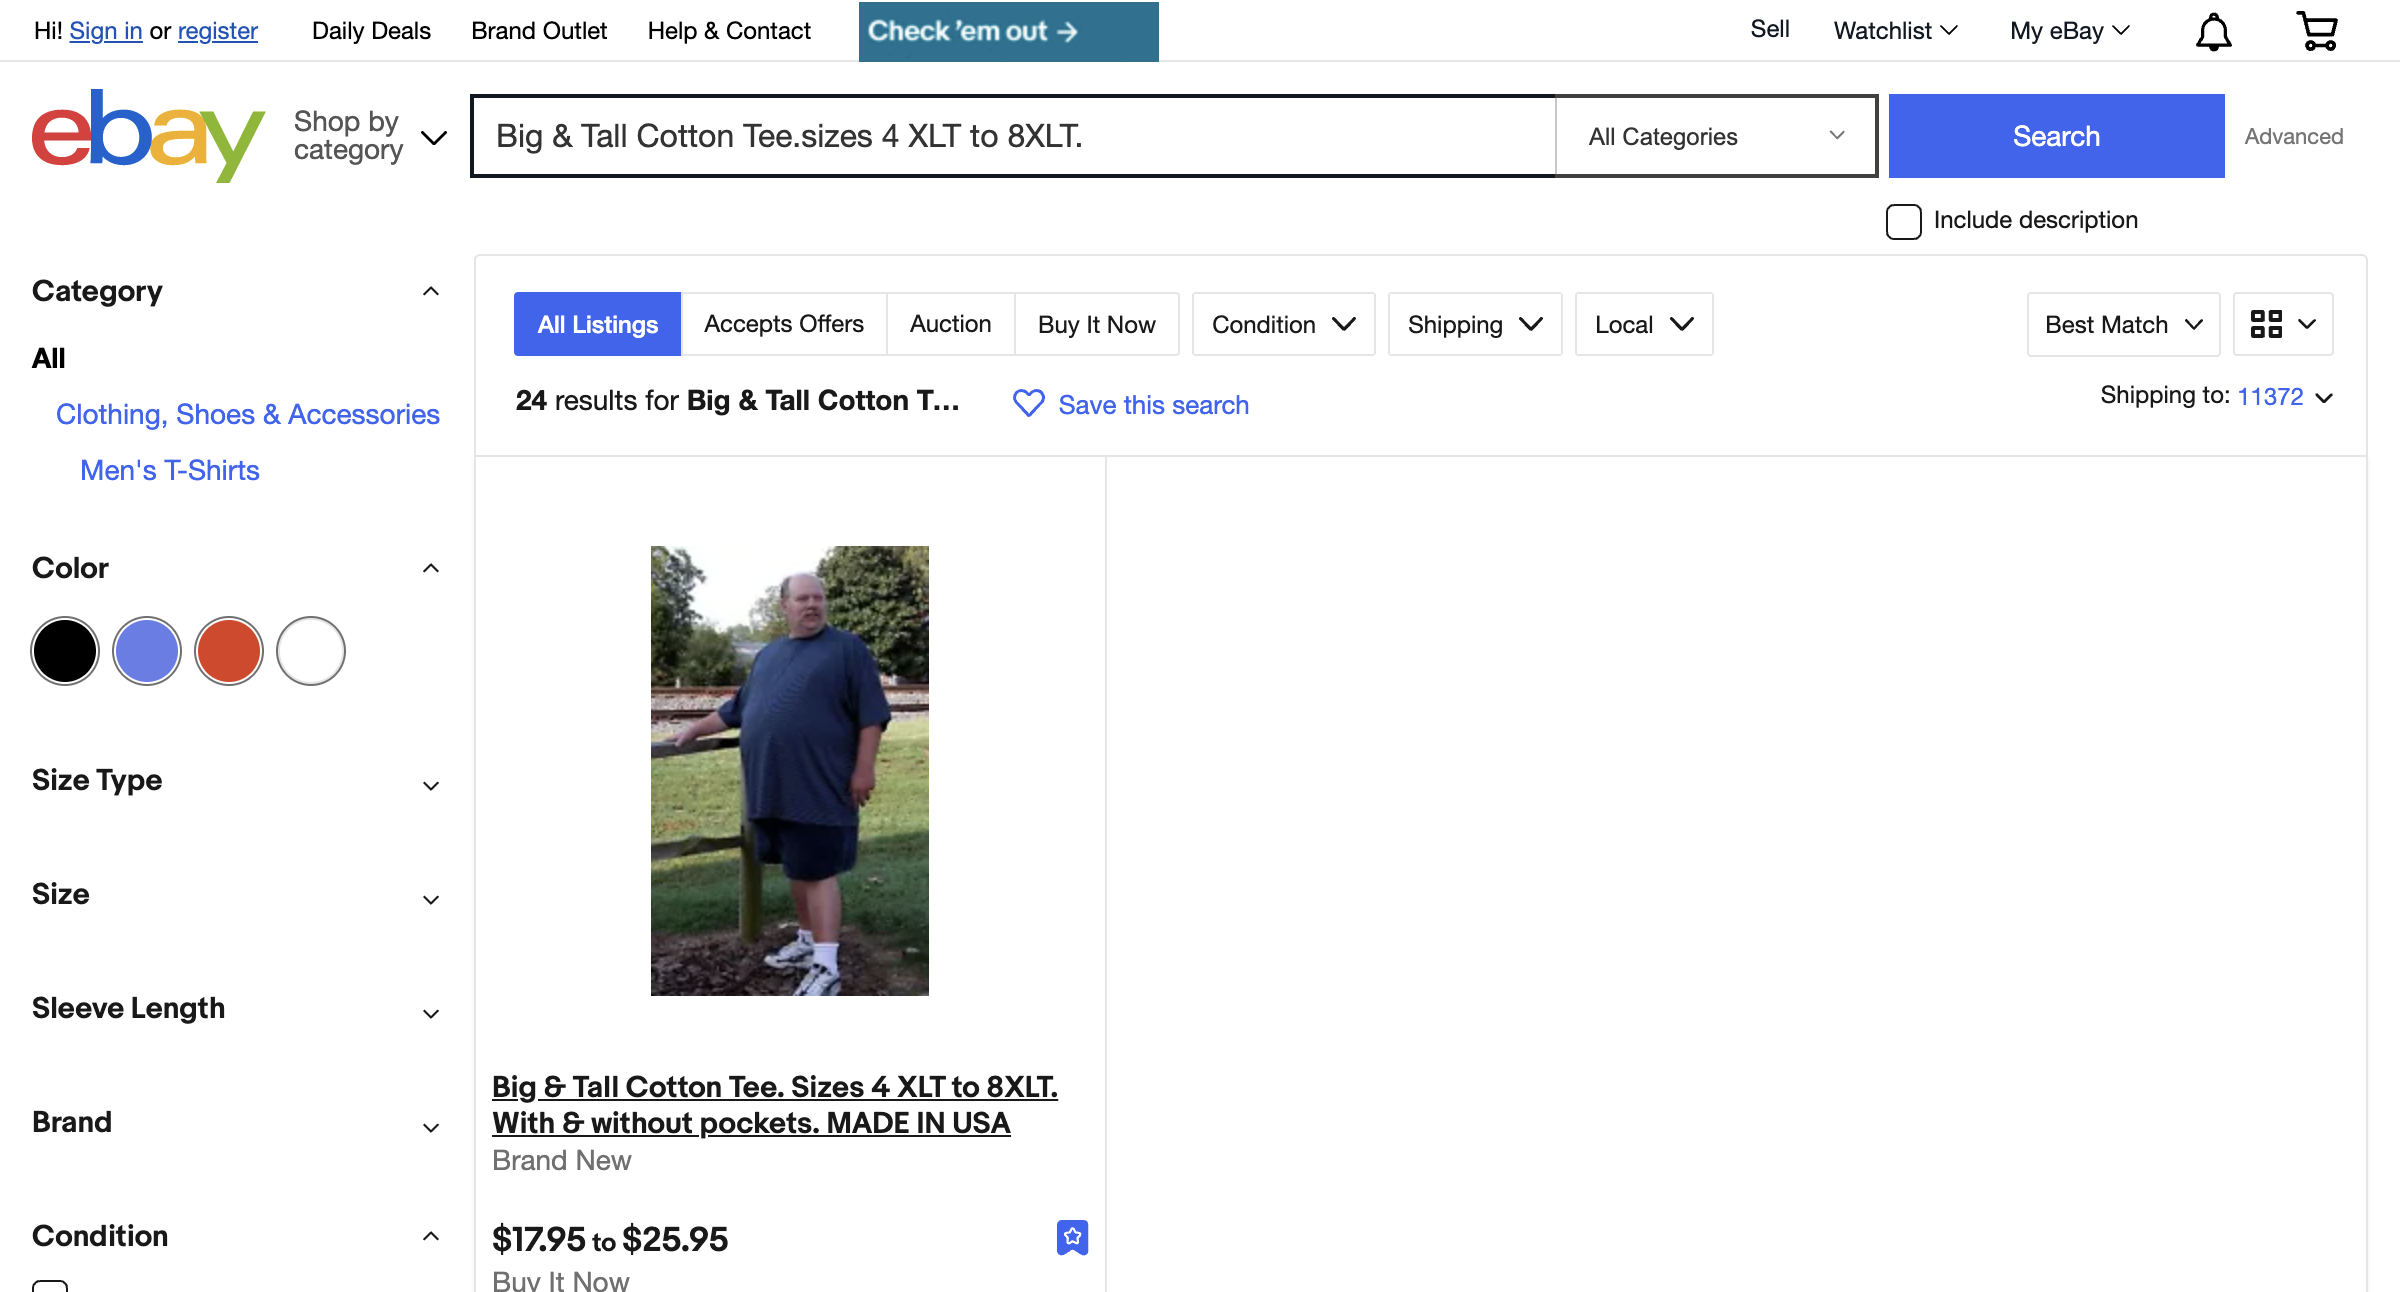 Hi! Sign in or register
Daily Deals
Brand Outlet
Help & Contact
Check 'em out →
Sell
Watchlist
My eBay
ebay
Shop by
category
Big & Tall Cotton Tee.sizes 4 XLT to 8XLT.
All Categories
Search
Advanced
Include description
Category
All
Clothing, Shoes & Accessories
Men's T-Shirts
Color
Size Type
Size
Sleeve Length
Brand
Condition
All Listings
Accepts Offers
Auction
Buy It Now
Condition
Shipping
Local
Best Match
24 results for Big & Tall Cotton T...
Save this search
Shipping to: 11372
Big & Tall Cotton Tee. Sizes 4 XLT to 8XLT.
With & without pockets. MADE IN USA
Brand New
$17.95 to $25.95
Buy It Now